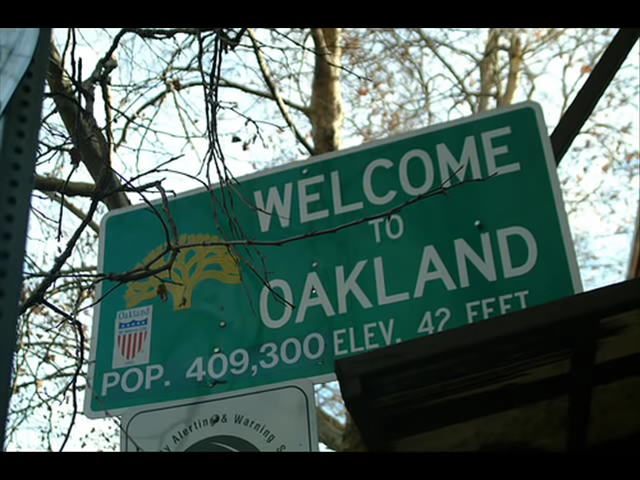 WELCOME
TO
OAKLAND
Oakland
POP. 409,300 ELEV. 42 FEET
Alerting & Warning